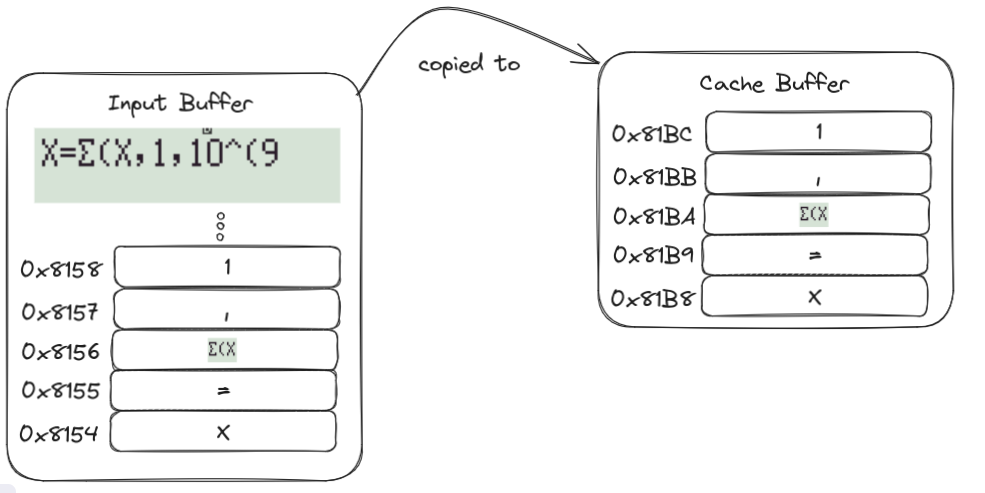 copied to
Input Buffer
X=Σ(X,1,10^(9
0x8158 1
0x8157 ,
0x8156 Σ(X
0x8155 =
0x8154 X
Cache Buffer
0x81BC 1
0x81BB ,
0x81BA Σ(X
0x81B9 =
0x81B8 X